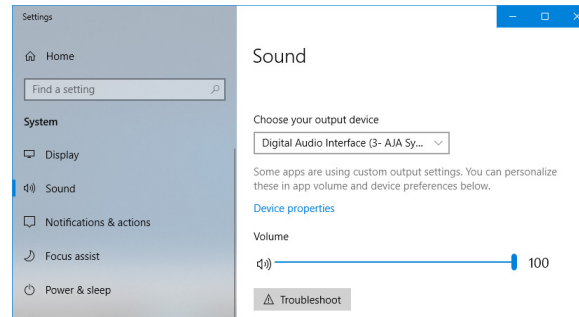 Settings
Home
Find a setting
System
Display
Sound
Notifications & actions
Focus assist
Power & sleep
Sound
Choose your output device
Digital Audio Interface (3- AJA Sy...
Some apps are using custom output settings. You can personalize
these in app volume and device preferences below.
Device properties
Volume
100
Troubleshoot